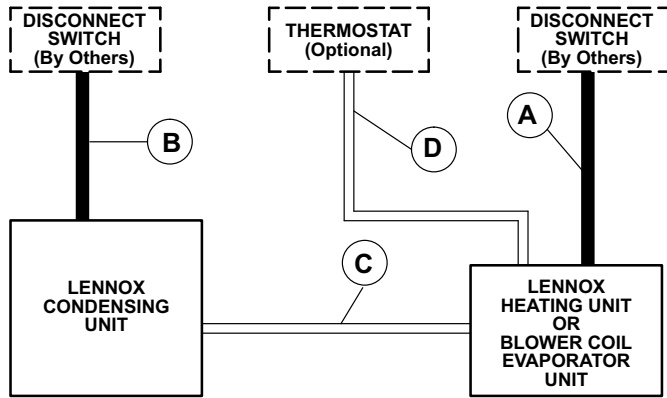 DISCONNECT
SWITCH
(By Others)
THERMOSTAT
(Optional)
DISCONNECT
SWITCH
(By Others)
B
D
A
C
LENNOX
CONDENSING
UNIT
LENNOX
HEATING UNIT
OR
BLOWER COIL
EVAPORATOR
UNIT